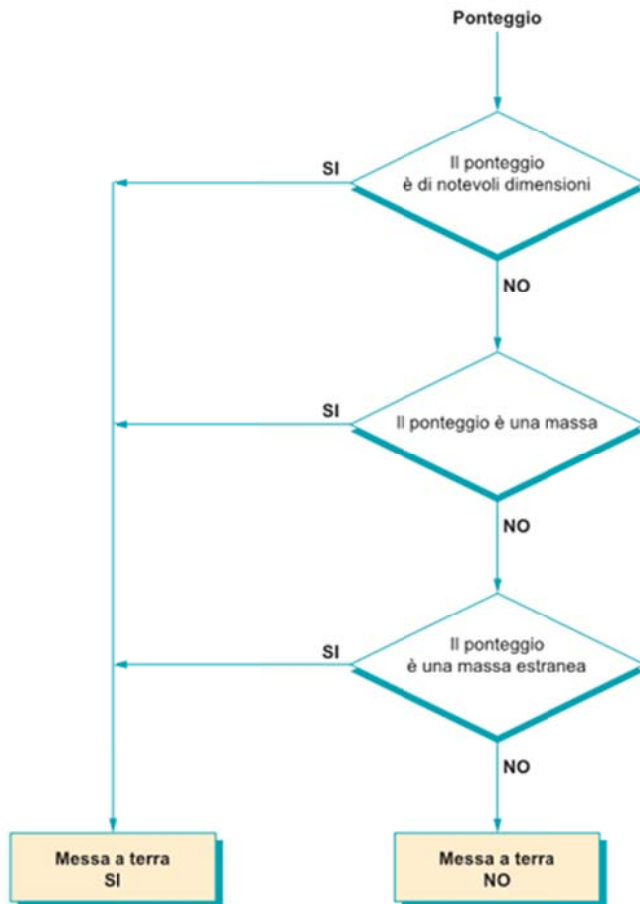 Ponteggio
Il ponteggio
è di notevoli dimensioni
SI
NO
Il ponteggio è una massa
SI
NO
Il ponteggio
è una massa estranea
SI
NO
Messa a terra
SI
Messa a terra
NO